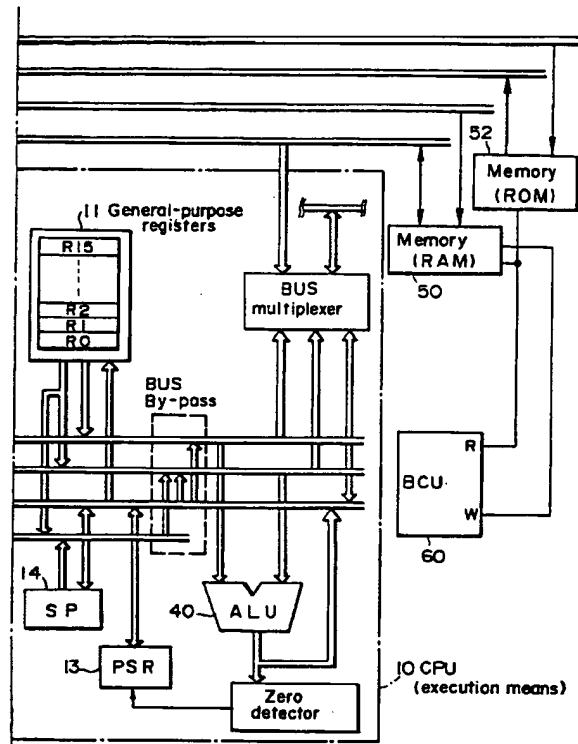 52
Memory
(ROM)
11 General-purpose
registers
R15
R2
R1
R0
Memory
(RAM)
50
BUS
multiplexer
BUS
By-pass
R
BCU
W
60
14
SP
40
ALU
13
PSR
10 CPU
(execution means)
Zero
detector